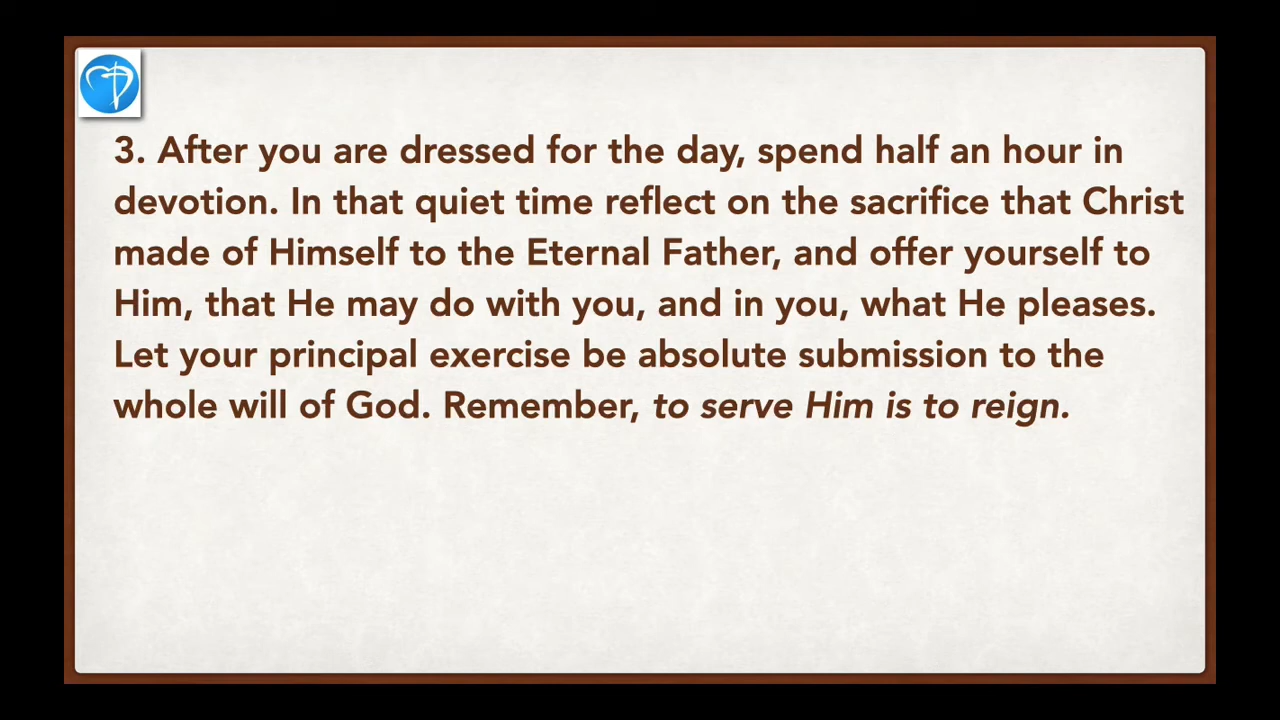 3. After you are dressed for the day, spend half an hour in
devotion. In that quiet time reflect on the sacrifice that Christ
made of Himself to the Eternal Father, and offer yourself to
Him, that He may do with you, and in you, what He pleases.
Let your principal exercise be absolute submission to the
whole will of God. Remember, to serve Him is to reign.